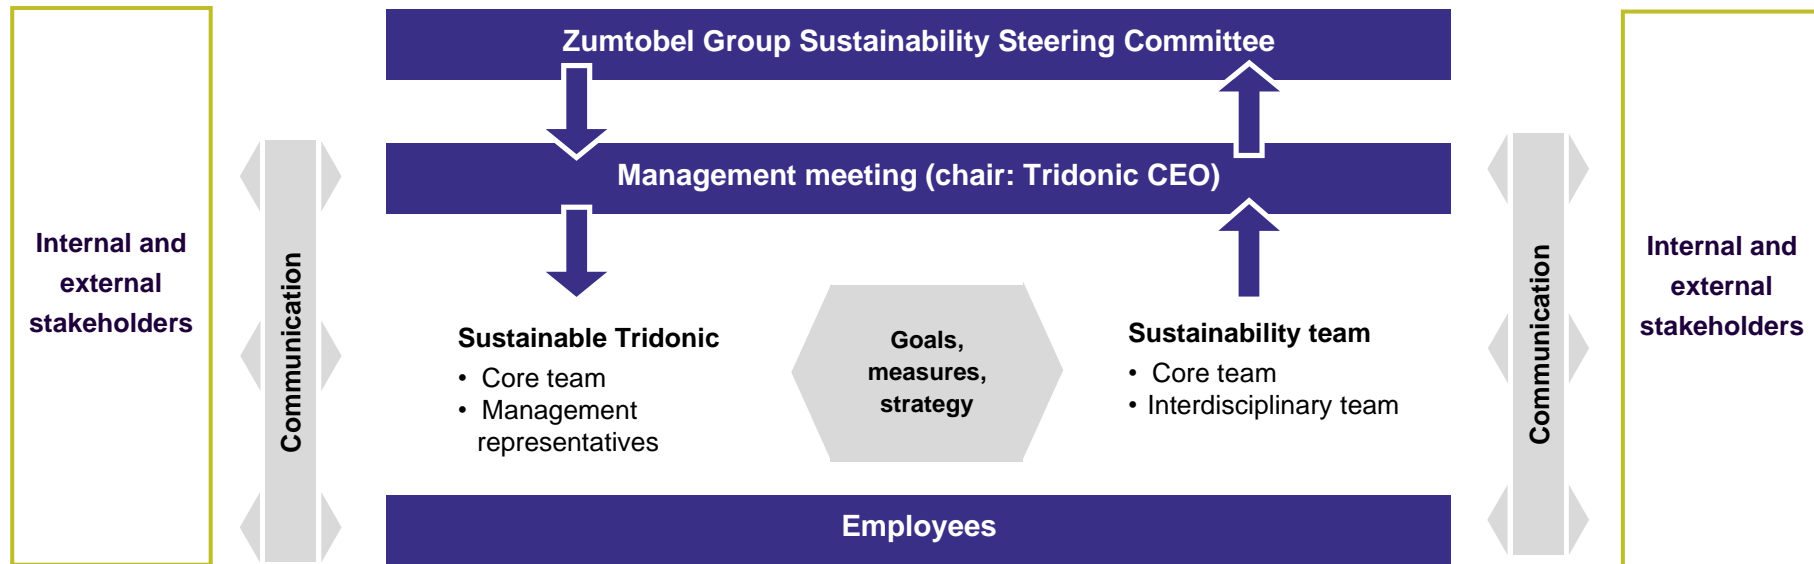 Zumtobel Group Sustainability Steering Committee
Management meeting (chair: Tridonic CEO)
Internal and
external
stakeholders
Communication
Sustainable Tridonic
• Core team
• Management
representatives
Goals,
measures,
strategy
Sustainability team
• Core team
• Interdisciplinary team
Communication
Internal and
external
stakeholders
Employees